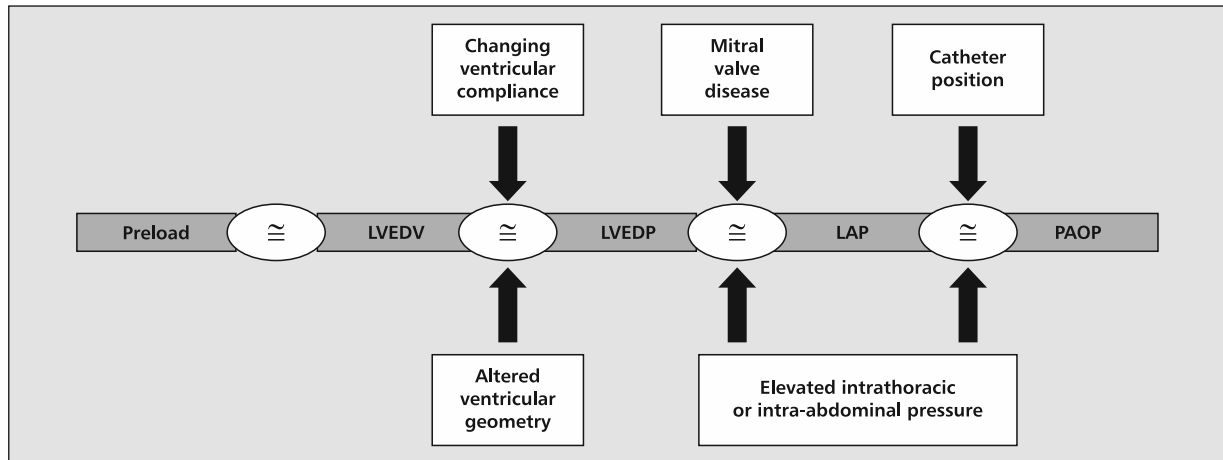 Changing
ventricular
compliance
Mitral
valve
disease
Catheter
position
Preload ≅ LVEDV ≅ LVEDP ≅ LAP ≅ PAOP
Altered
ventricular
geometry
Elevated intrathoracic
or intra-abdominal pressure